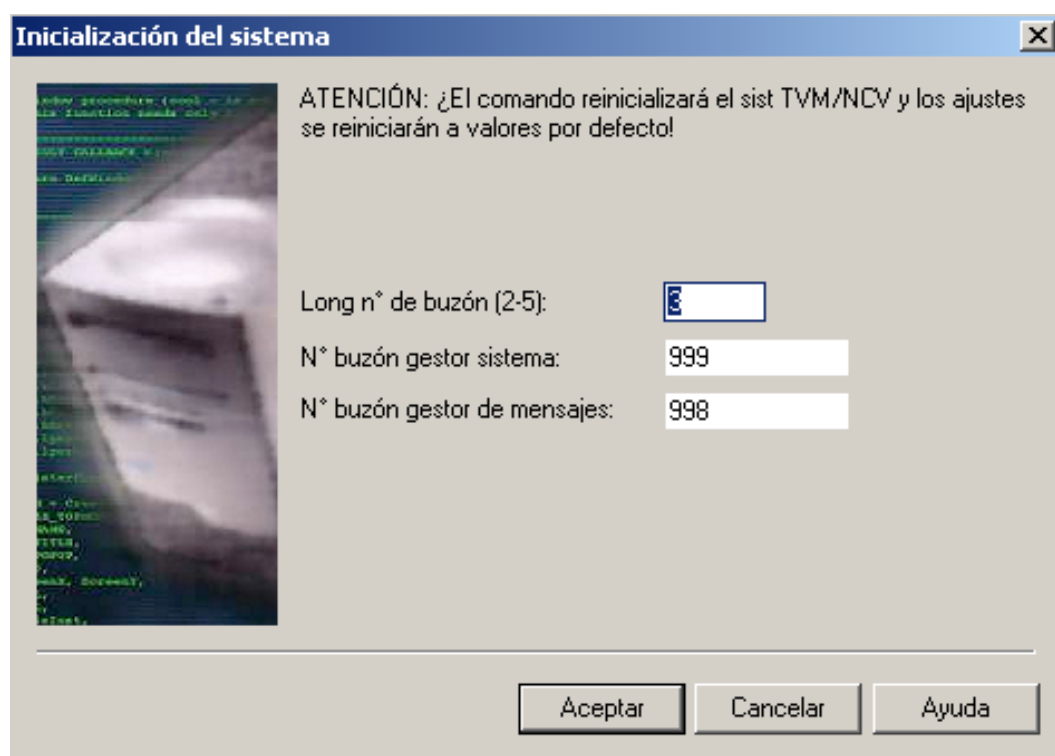 Inicialización del sistema
ATENCIÓN: ¿El comando reinicializará el sist TVM/NCV y los ajustes
se reiniciarán a valores por defecto!
Long n° de buzón (2-5):
3
N° buzón gestor sistema:
999
N° buzón gestor de mensajes:
998
Aceptar
Cancelar
Ayuda